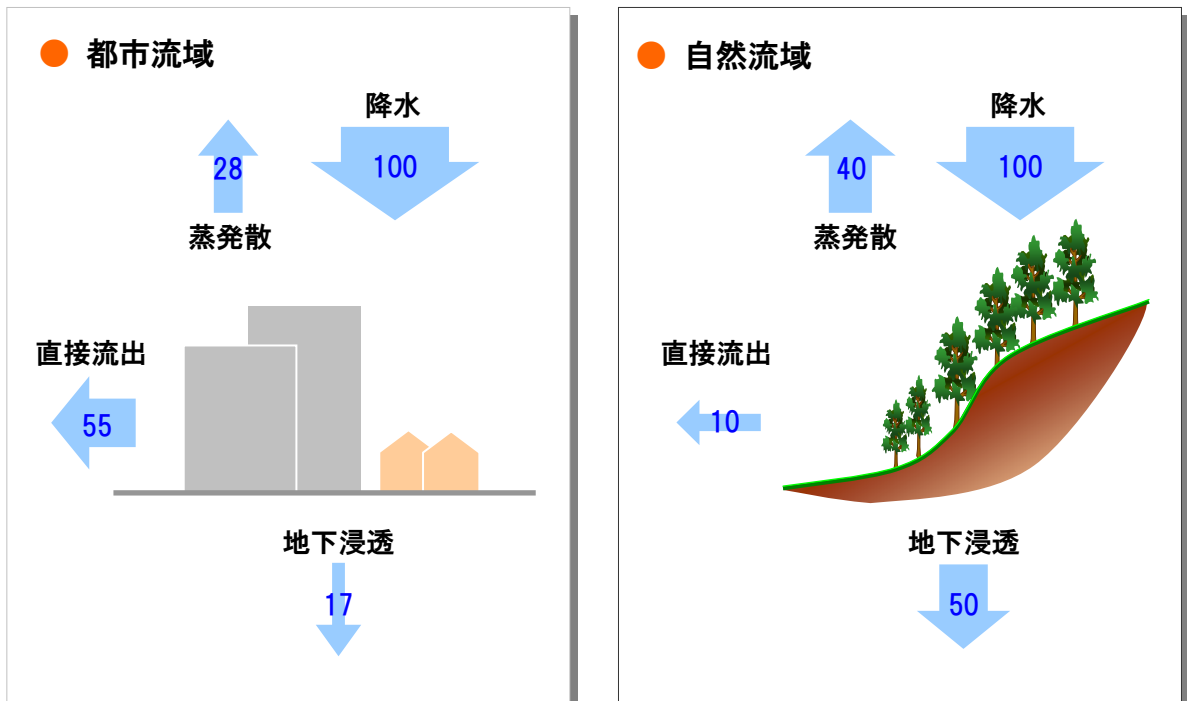 都市流域
降水
100
28
蒸発散
直接流出
55
地下浸透
17
自然流域
降水
100
40
蒸発散
直接流出
10
地下浸透
50